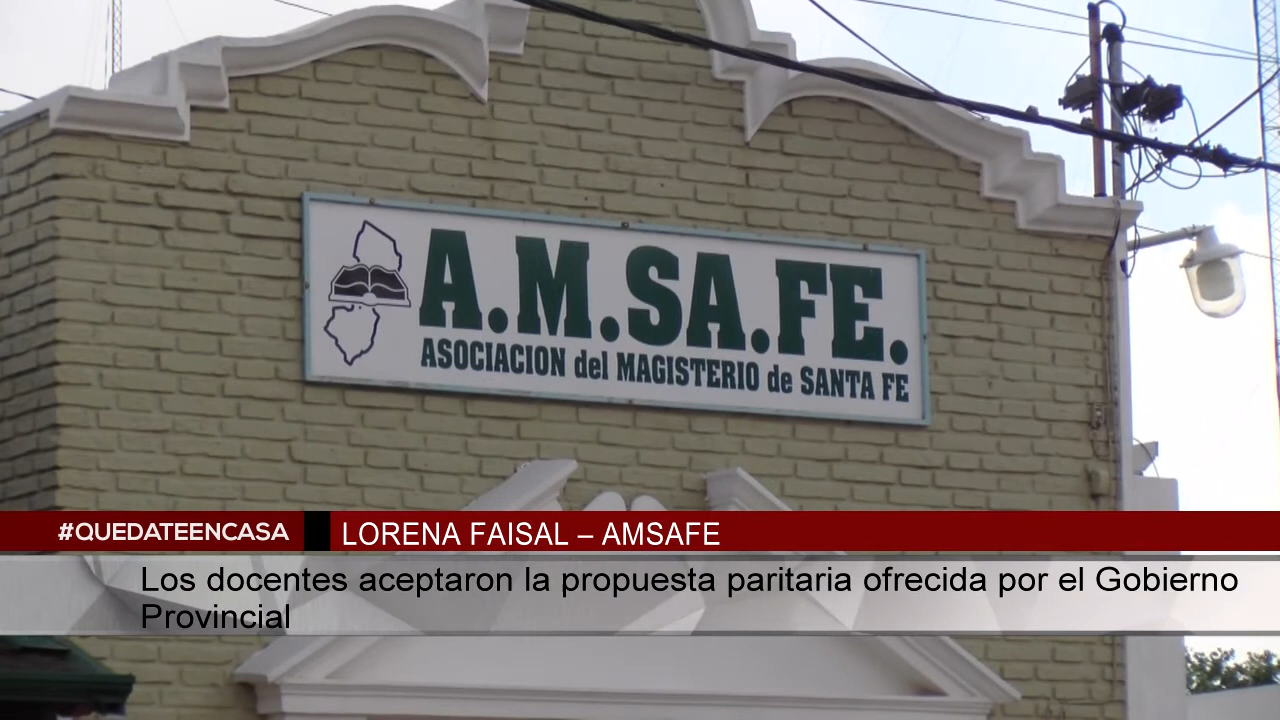 A.M.SA.FE.
ASOCIACION del MAGISTERIO de SANTA FE
#QUEDATEENCASA
LORENA FAISAL – AMSAFE
Los docentes aceptaron la propuesta paritaria ofrecida por el Gobierno
Provincial